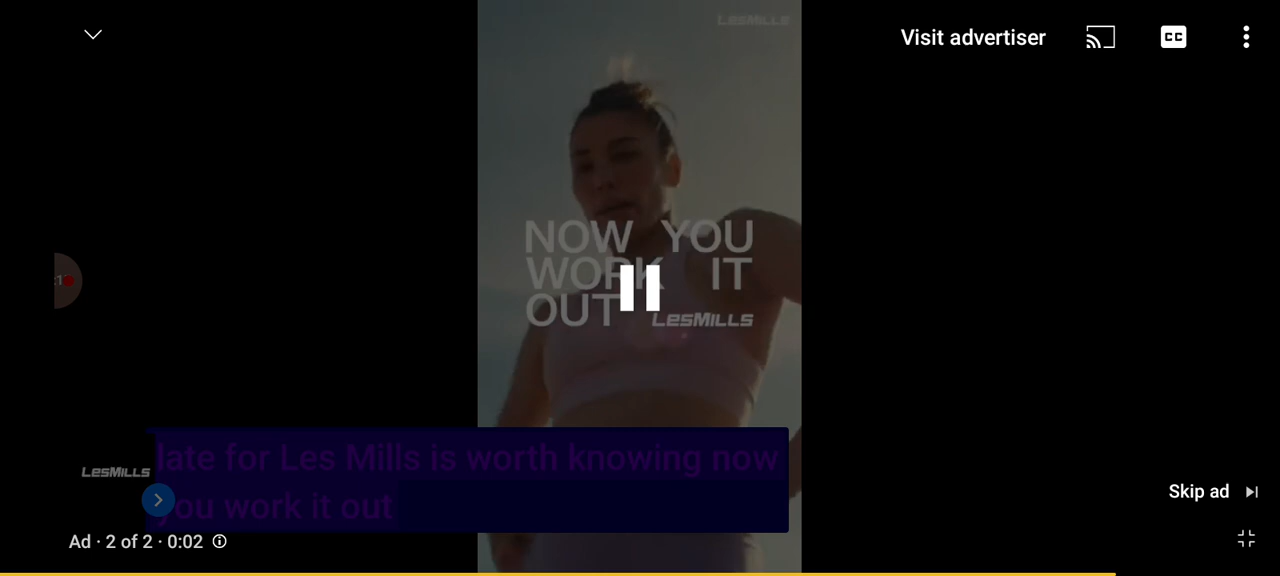 LESMILLS
Visit advertiser
CC
NOW YOU
WORK IT
OUT LESMILLS
late for Les Mills is worth knowing now
you work it out
LESMILLS
Skip ad
Ad · 2 of 2 · 0:02